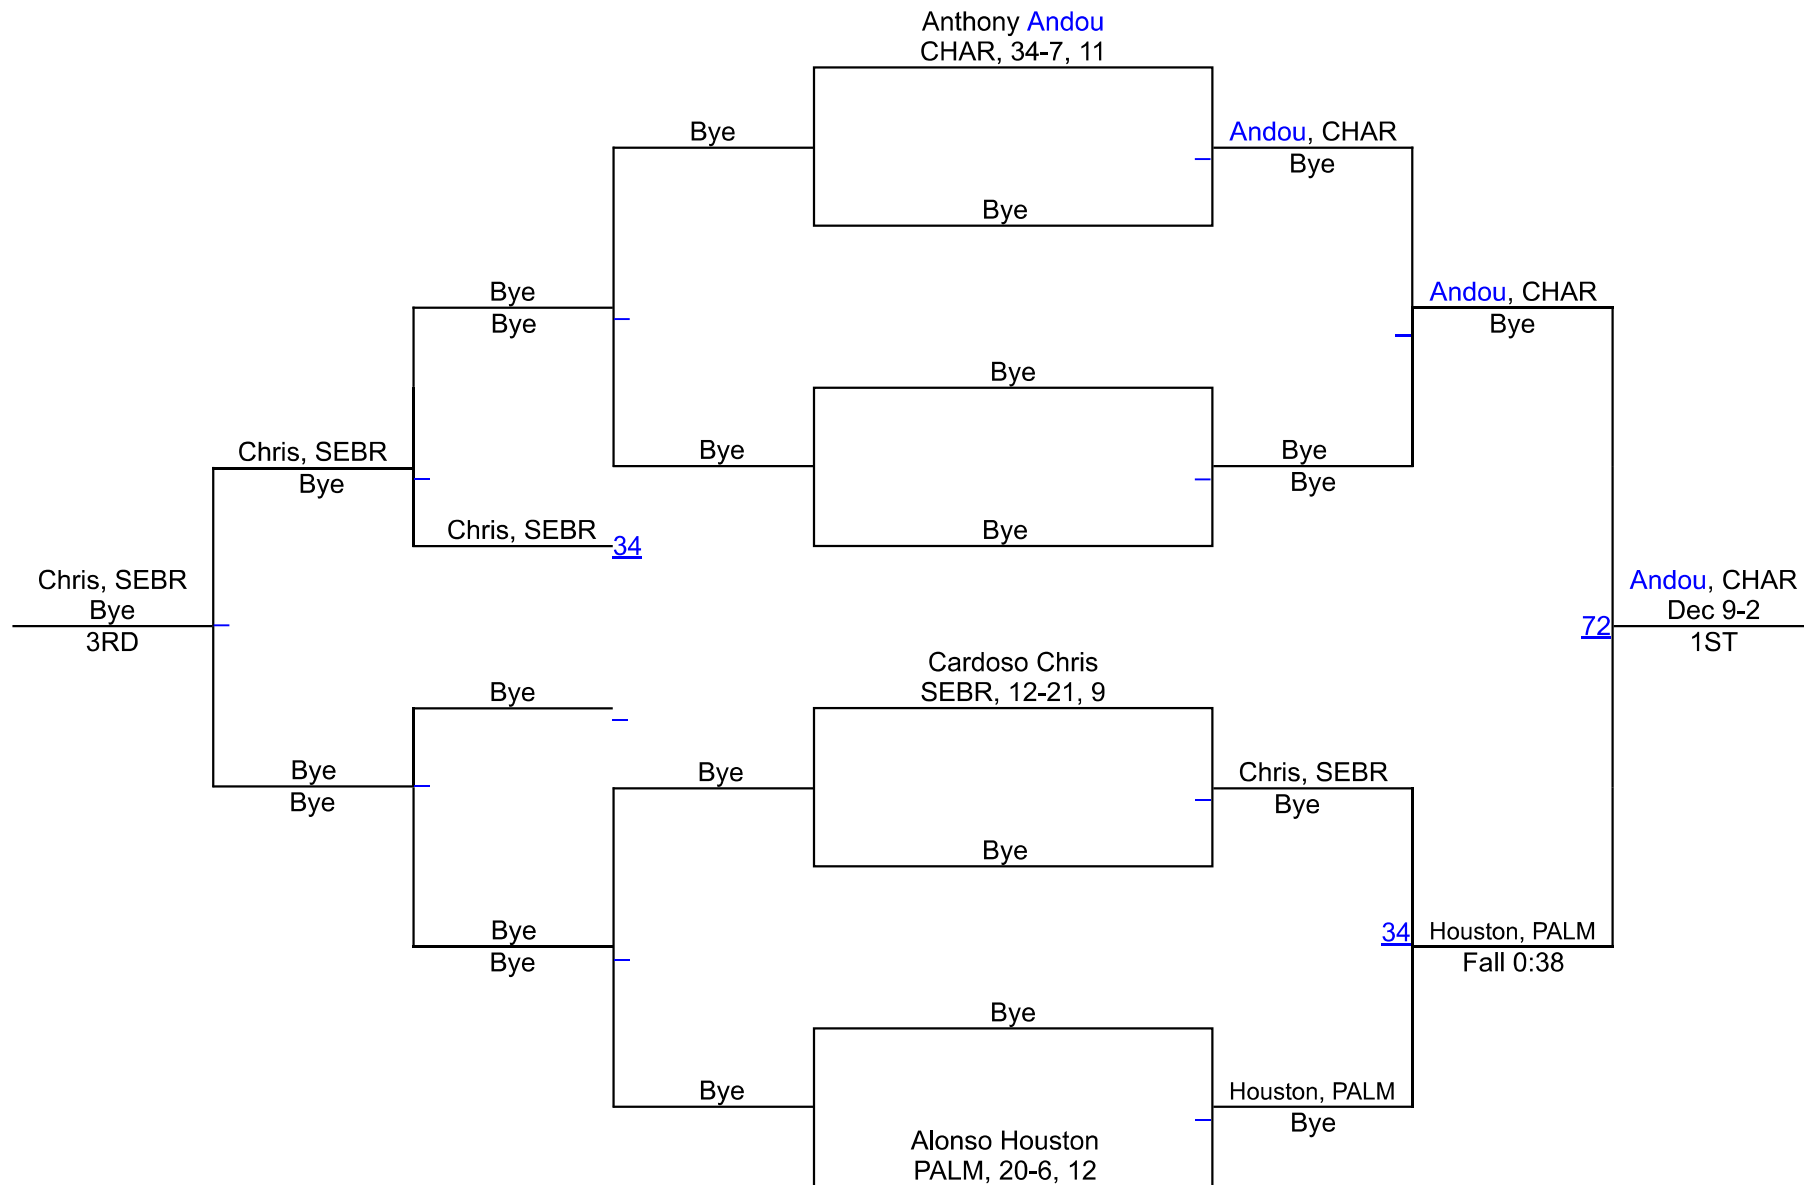 Anthony Andou
CHAR, 34-7, 11
Bye
Andou, CHAR
Bye
Bye
Bye
Bye
Andou, CHAR
Bye
Bye
Bye
Bye
Bye
Chris, SEBR
Bye
Chris, SEBR
34
Bye
Chris, SEBR
Bye
3RD
Andou, CHAR
Dec 9-2
72
1ST
Cardoso Chris
SEBR, 12-21, 9
Bye
Bye
Chris, SEBR
Bye
Bye
Bye
Bye
Bye
Bye
34
Houston, PALM
Fall 0:38
Bye
Bye
Houston, PALM
Bye
Alonso Houston
PALM, 20-6, 12